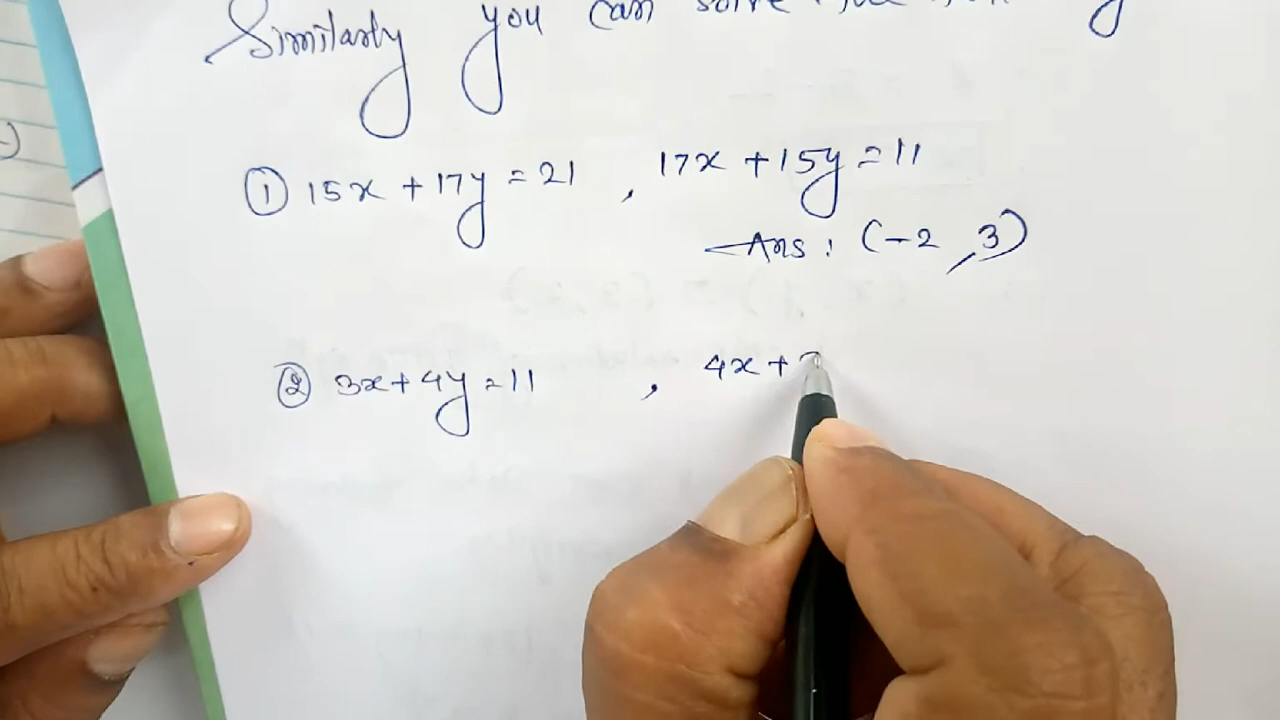 Similarly you can solve
① 15x + 17y = 21 , 17x + 15y = 11
Ans : (-2 , 3)
② 3x + 4y = 11 , 4x +